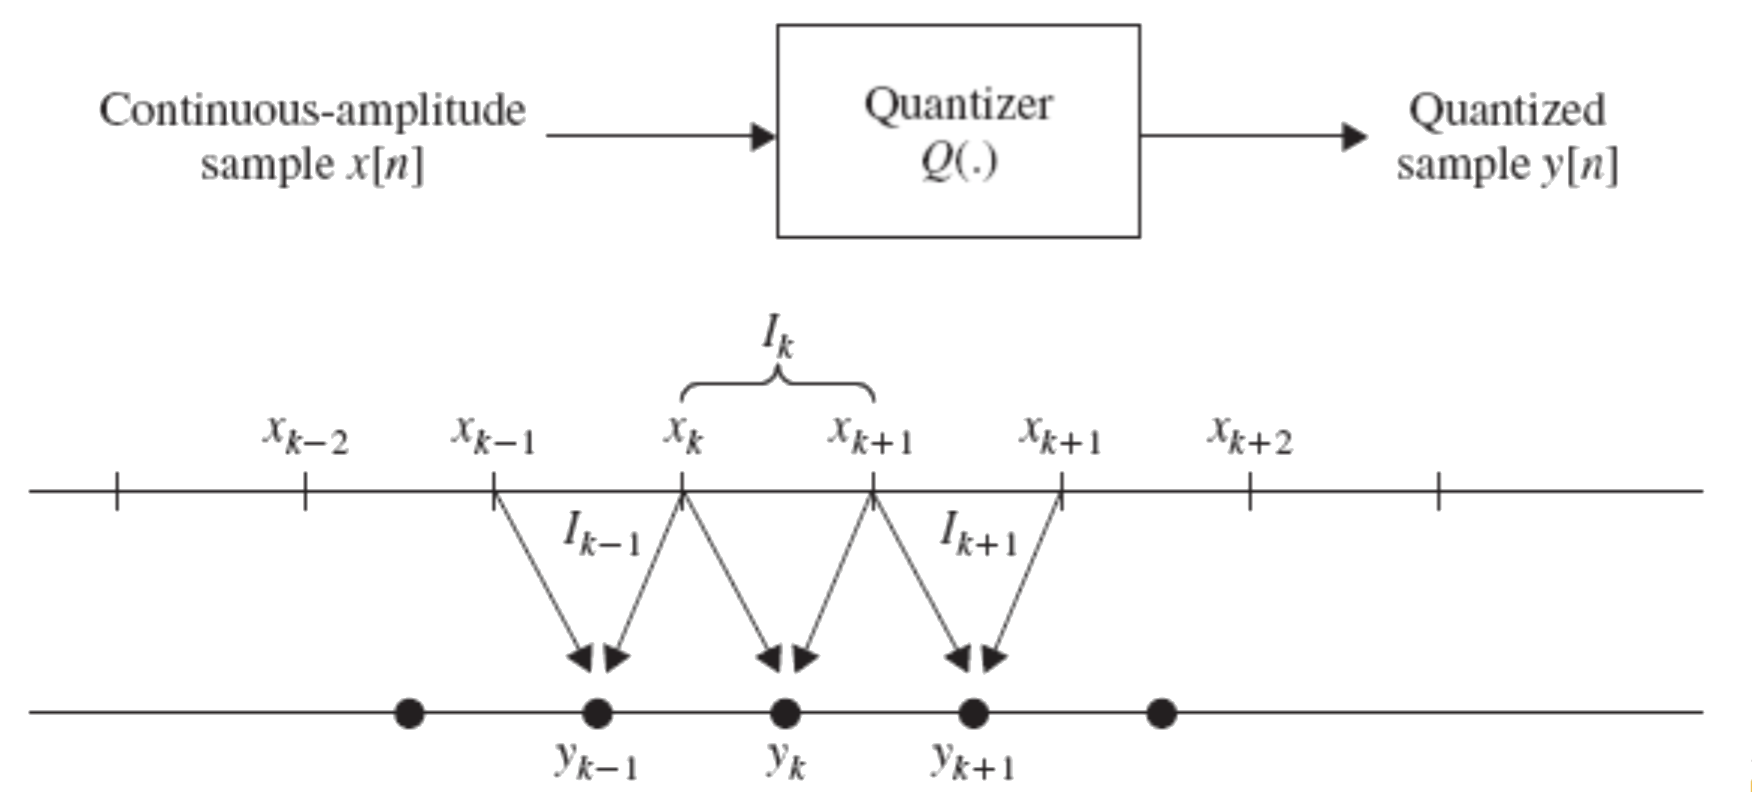 Continuous-amplitude
sample x[n]
Quantizer
Q(.)
Quantized
sample y[n]
I_k
x_{k−2} x_{k−1} x_k x_{k+1} x_{k+1} x_{k+2}
I_{k−1} I_{k+1}
y_{k−1} y_k y_{k+1}